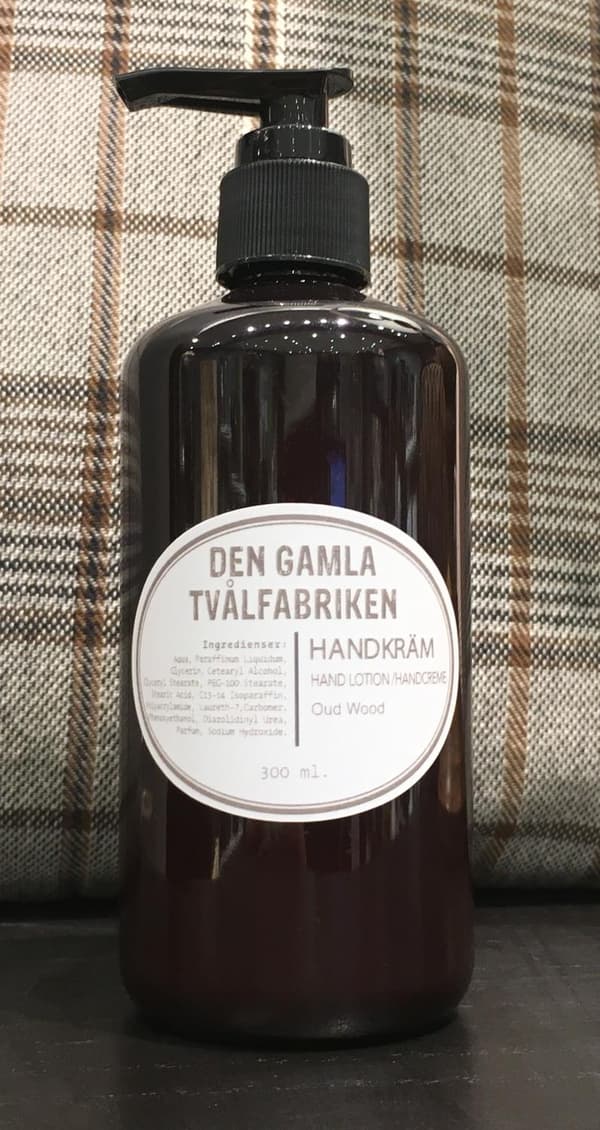 DEN GAMLA
TVÅLFABRIKEN
Ingredienser:
Aqua, Paraffinum Liquidum,
Glycerin, Cetearyl Alcohol,
Glyceryl Stearate, PEG-100 Stearate,
Stearic Acid, C13-14 Isoparaffin,
Polyacrylamide, Laureth-7, Carbomer.
Phenoxyethanol, Diazolidinyl Urea,
Parfum, Sodium Hydroxide.
HANDKRÄM
HAND LOTION/HANDCREME
Oud Wood
300 ml.